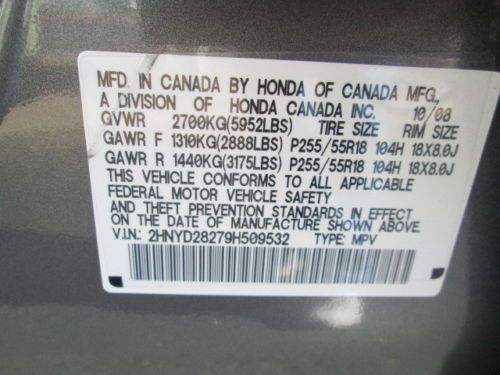 MFD. IN CANADA BY HONDA OF CANADA MFG.
A DIVISION OF HONDA CANADA INC. 10/08
GVWR 2700KG(5952LBS) TIRE SIZE RIM SIZE
GAWR F 1310KG(2888LBS) P255/55R18 104H 18X8.0J
GAWR R 1440KG(3175LBS) P255/55R18 104H 18X8.0J
THIS VEHICLE CONFORMS TO ALL APPLICABLE
FEDERAL MOTOR VEHICLE SAFETY
AND THEFT PREVENTION STANDARDS IN EFFECT
ON THE DATE OF MANUFACTURE SHOWN ABOVE.
V.I.N: 2HNYD28279H509532 TYPE: MPV